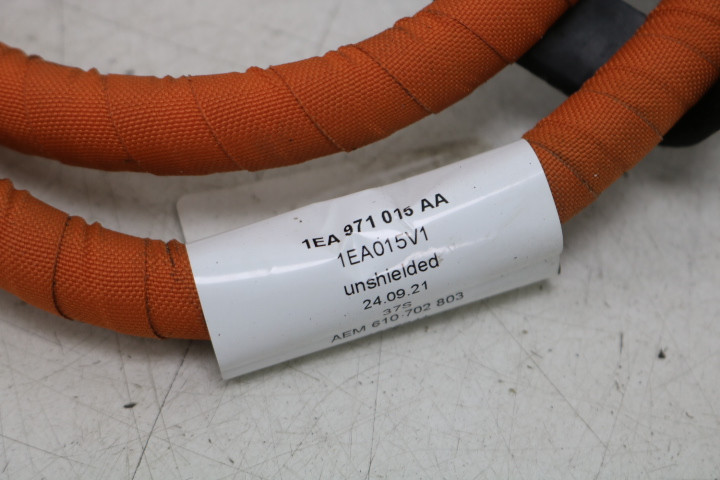 1EA 971 015 AA
1EA015V1
unshielded
24.09.21
37S
AEM 610 702 803